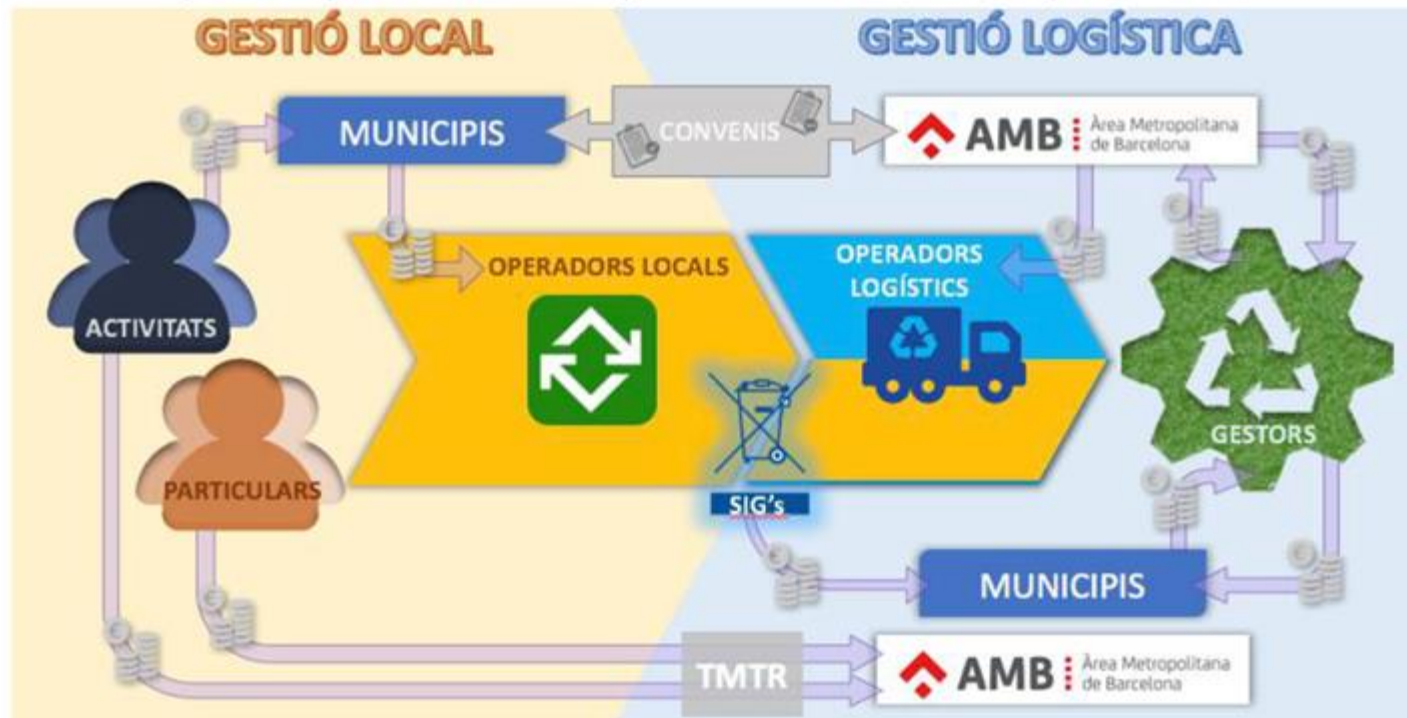 GESTIÓ LOCAL
GESTIÓ LOGÍSTICA
MUNICIPIS
CONVENIS
AMB
Àrea Metropolitana
de Barcelona
OPERADORS LOCALS
OPERADORS
LOGÍSTICS
ACTIVITATS
GESTORS
PARTICULARS
SIG's
MUNICIPIS
TMTR
AMB
Àrea Metropolitana
de Barcelona